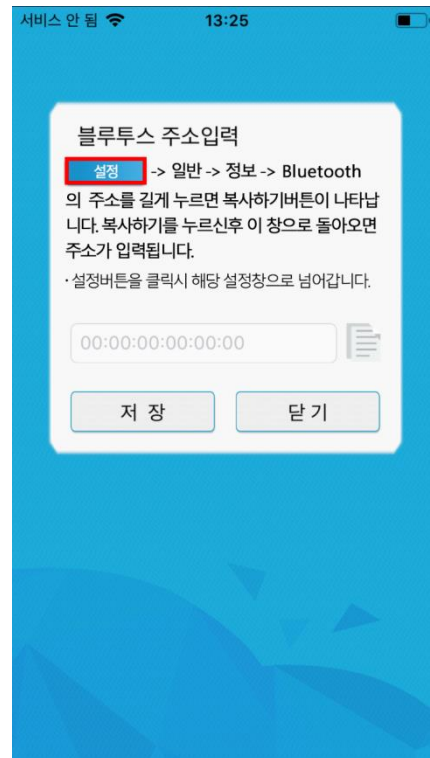 서비스 안 됨 13:25
블루투스 주소입력
설정 -> 일반 -> 정보 -> Bluetooth
의 주소를 길게 누르면 복사하기버튼이 나타납
니다. 복사하기를 누르신후 이 창으로 돌아오면
주소가 입력됩니다.
·설정버튼을 클릭시 해당 설정창으로 넘어갑니다.
00:00:00:00:00:00
저 장 닫 기